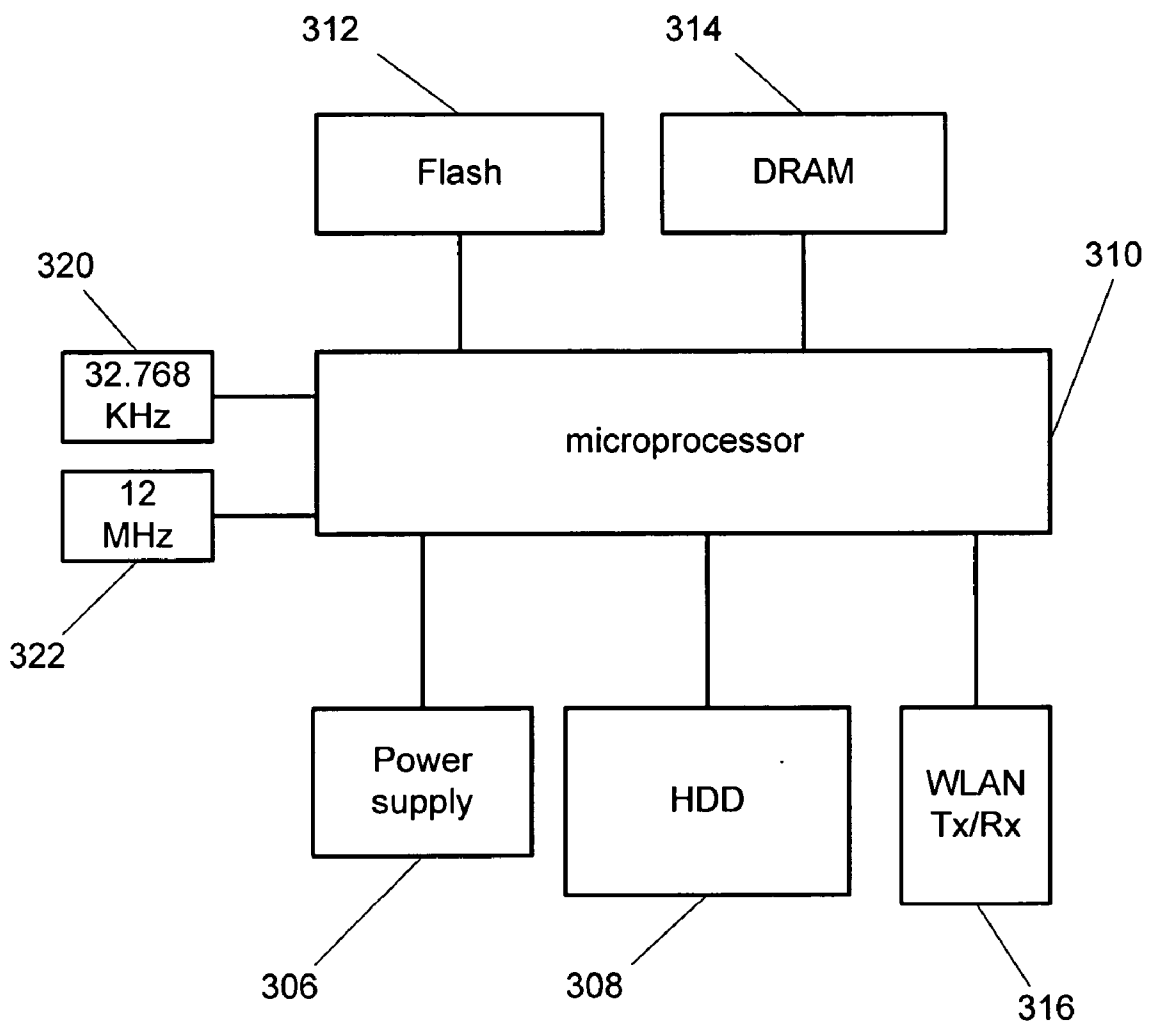 312
314
Flash
DRAM
310
320
32.768
KHz
microprocessor
12
MHz
322
Power
supply
HDD
WLAN
Tx/Rx
306
308
316